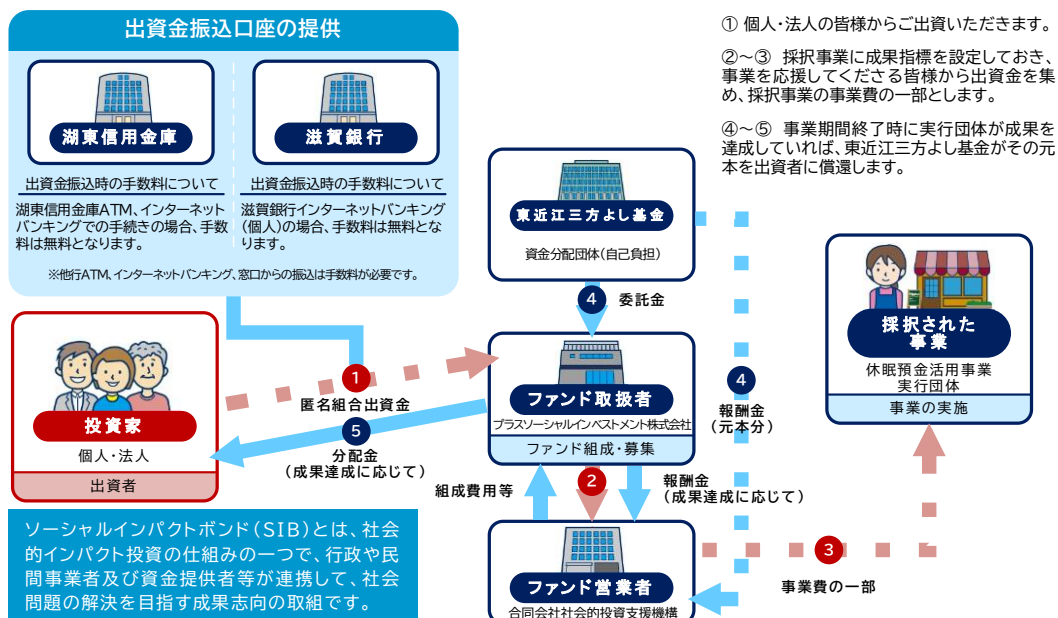 出資金振込口座の提供
湖東信用金庫
滋賀銀行
出資金振込時の手数料について
湖東信用金庫ATM、インターネット
バンキングでの手続きの場合、手数
料は無料となります。
出資金振込時の手数料について
滋賀銀行インターネットバンキング
(個人)の場合、手数料は無料とな
ります。
※他行ATM、インターネットバンキング、窓口からの振込は手数料が必要です。
① 個人・法人の皆様からご出資いただきます。
②～③ 採択事業に成果指標を設定しておき、
事業を応援してくださる皆様から出資金を集
め、採択事業の事業費の一部とします。
④～⑤ 事業期間終了時に実行団体が成果を
達成していれば、東近江三方よし基金がその元
本を出資者に償還します。
東近江三方よし基金
資金分配団体(自己負担)
4 委託金
投資家
個人・法人
出資者
1
匿名組合出資金
5
分配金
(成果達成に応じて)
ファンド取扱者
プラスソーシャルインベストメント株式会社
ファンド組成・募集
4
報酬金
(元本分)
採択された
事業
休眠預金活用事業
実行団体
事業の実施
組成費用等
2
報酬金
(成果達成に応じて)
ファンド営業者
合同会社社会的投資支援機構
3
事業費の一部
ソーシャルインパクトボンド(SIB)とは、社会
的インパクト投資の仕組みの一つで、行政や民
間事業者及び資金提供者等が連携して、社会
問題の解決を目指す成果志向の取組です。